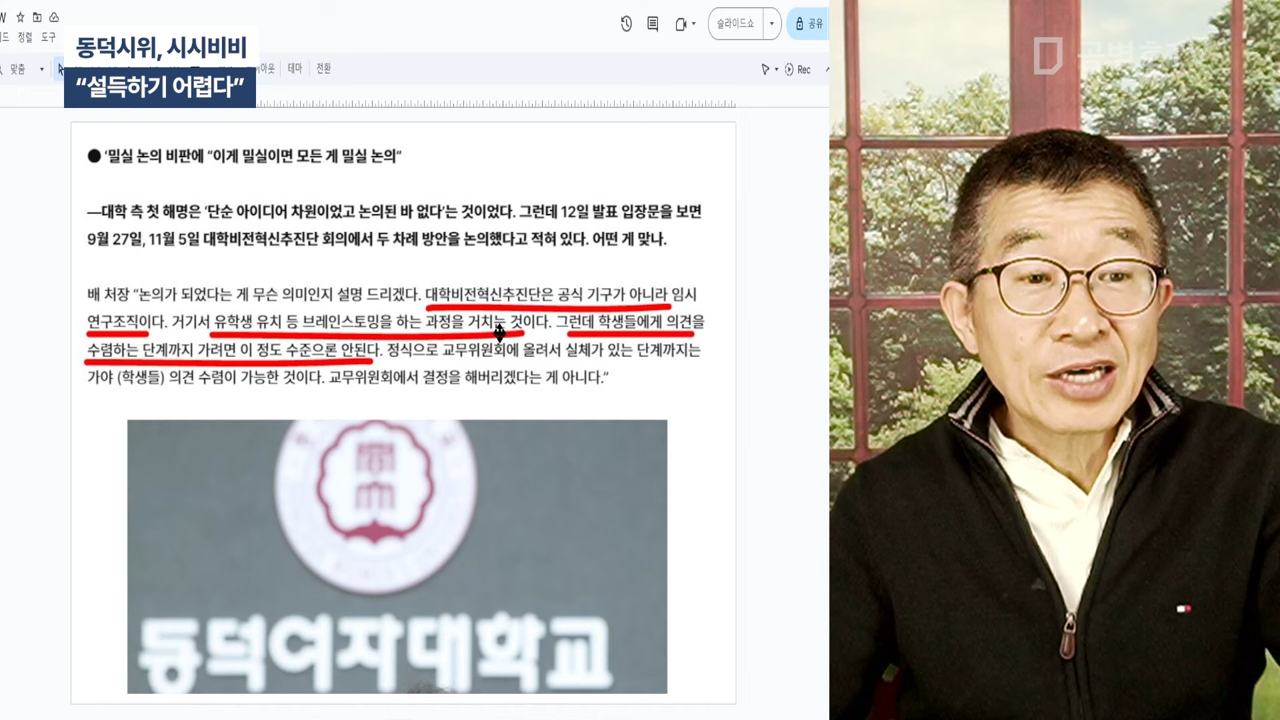 W
드 정렬 도구
슬라이드쇼
공유
맞춤
아웃 테마 전환
Rec
동덕시위, 시시비비
“설득하기 어렵다”
● ‘밀실 논의 비판에 “이게 밀실이면 모든 게 밀실 논의”
—대학 측 첫 해명은 ‘단순 아이디어 차원이었고 논의된 바 없다’는 것이었다. 그런데 12일 발표 입장문을 보면
9월 27일, 11월 5일 대학비전혁신추진단 회의에서 두 차례 방안을 논의했다고 적혀 있다. 어떤 게 맞나.
배 처장 “논의가 되었다는 게 무슨 의미인지 설명 드리겠다. 대학비전혁신추진단은 공식 기구가 아니라 임시
연구조직이다. 거기서 유학생 유치 등 브레인스토밍을 하는 과정을 거치는 것이다. 그런데 학생들에게 의견을
수렴하는 단계까지 가려면 이 정도 수준으론 안된다. 정식으로 교무위원회에 올려서 실체가 있는 단계까지는
가야 (학생들) 의견 수렴이 가능한 것이다. 교무위원회에서 결정을 해버리겠다는 게 아니다.”
동덕여자대학교